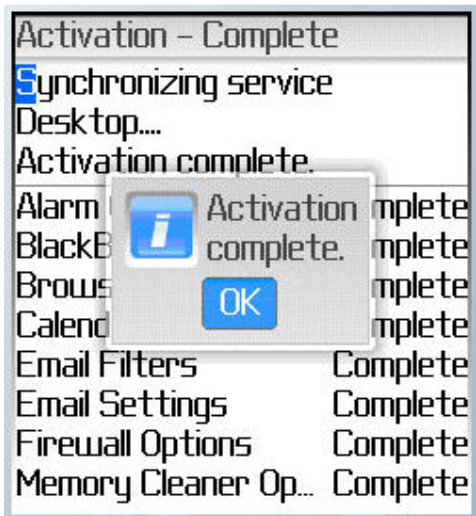 Activation - Complete
Synchronizing service
Desktop....
Activation complete.
Alarm
Activation
complete.
OK
Email Filters Complete
Email Settings Complete
Firewall Options Complete
Memory Cleaner Op... Complete